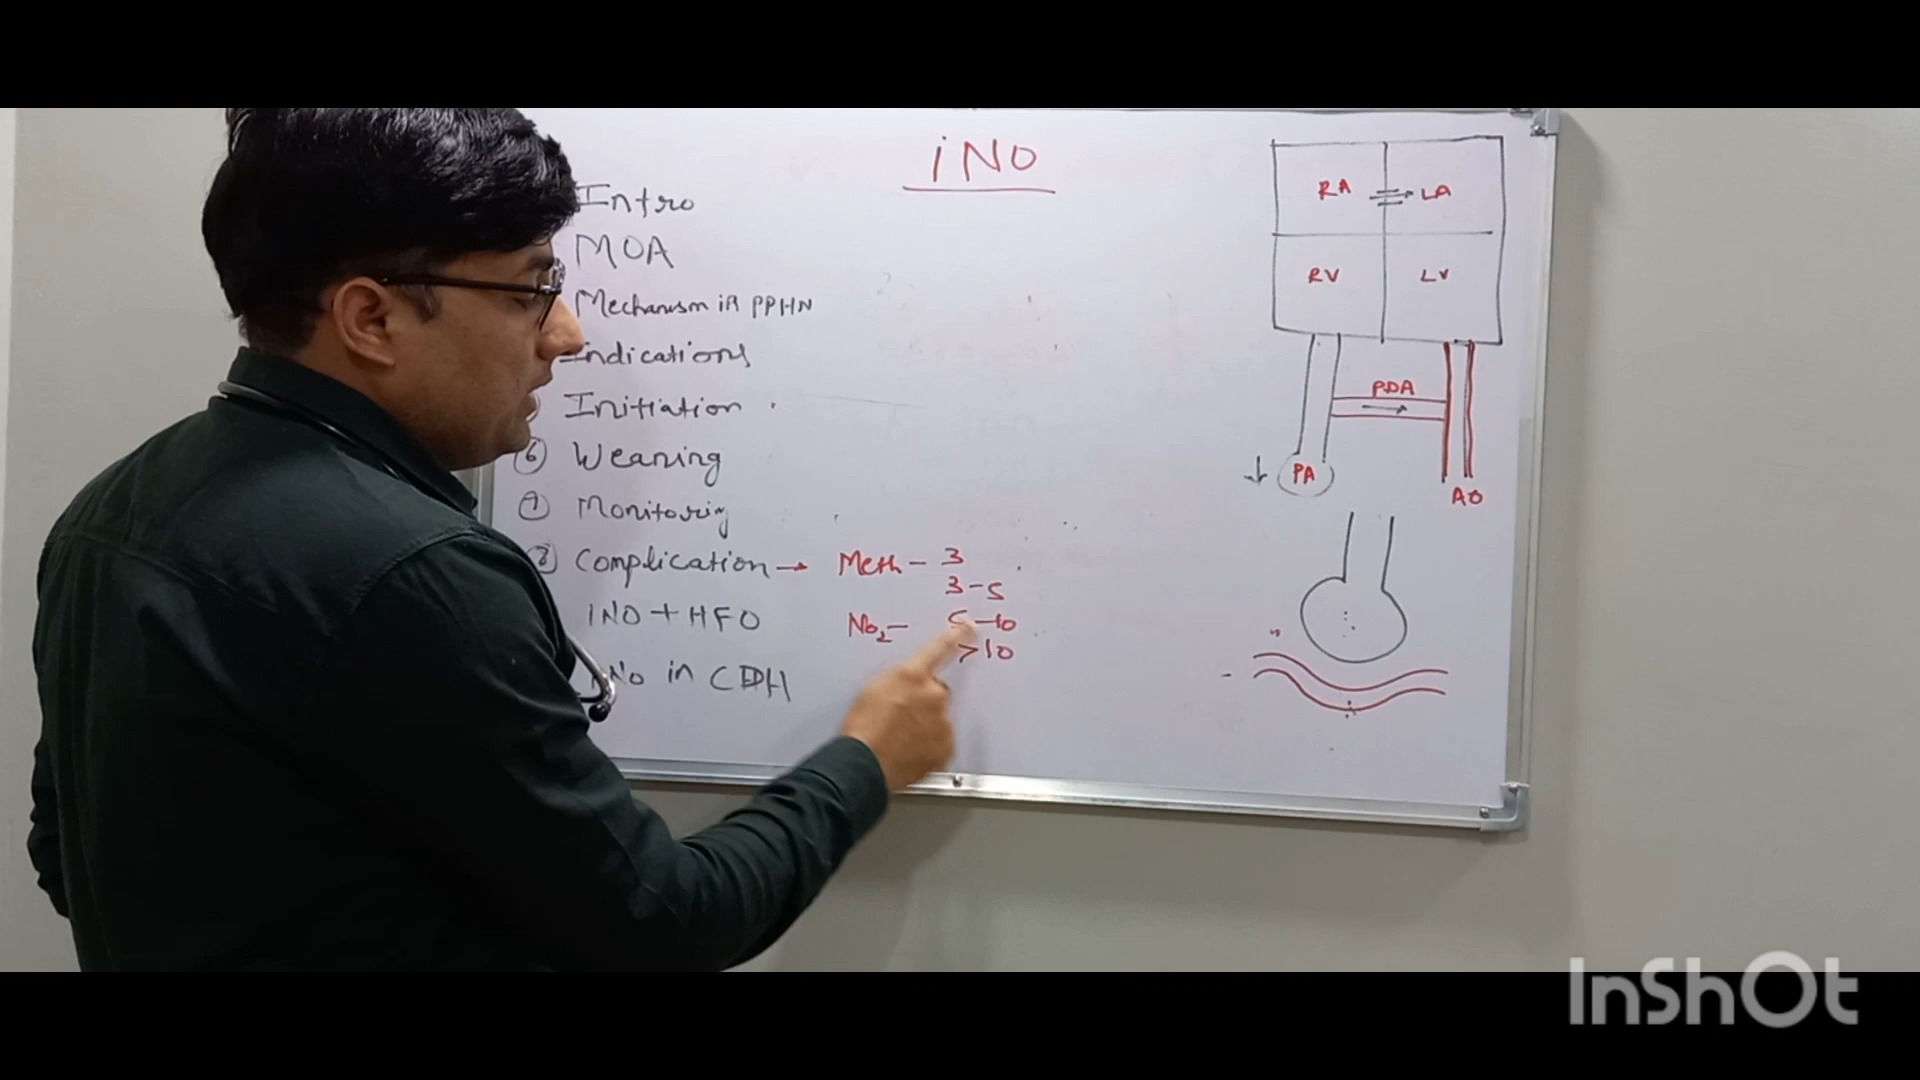 iNO
Intro
MOA
Mechanism in PPHN
Indications
Initiation
⑥ Weaning
⑦ Monitoring
⑧ Complication → Meth - 3
3-5
NO2 - 5-10
>10
iNO + HFO
iNO in CDH
RA → LA
RV LV
PDA
→
↓ PA
AO
InShOt